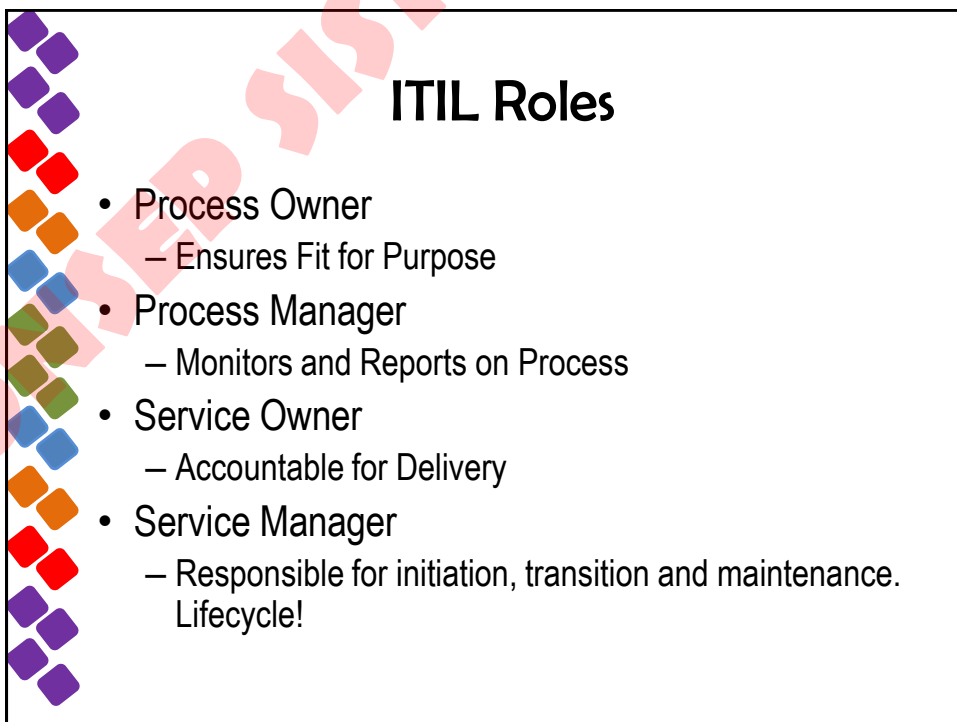 ITIL Roles
• Process Owner
– Ensures Fit for Purpose
• Process Manager
– Monitors and Reports on Process
• Service Owner
– Accountable for Delivery
• Service Manager
– Responsible for initiation, transition and maintenance.
Lifecycle!